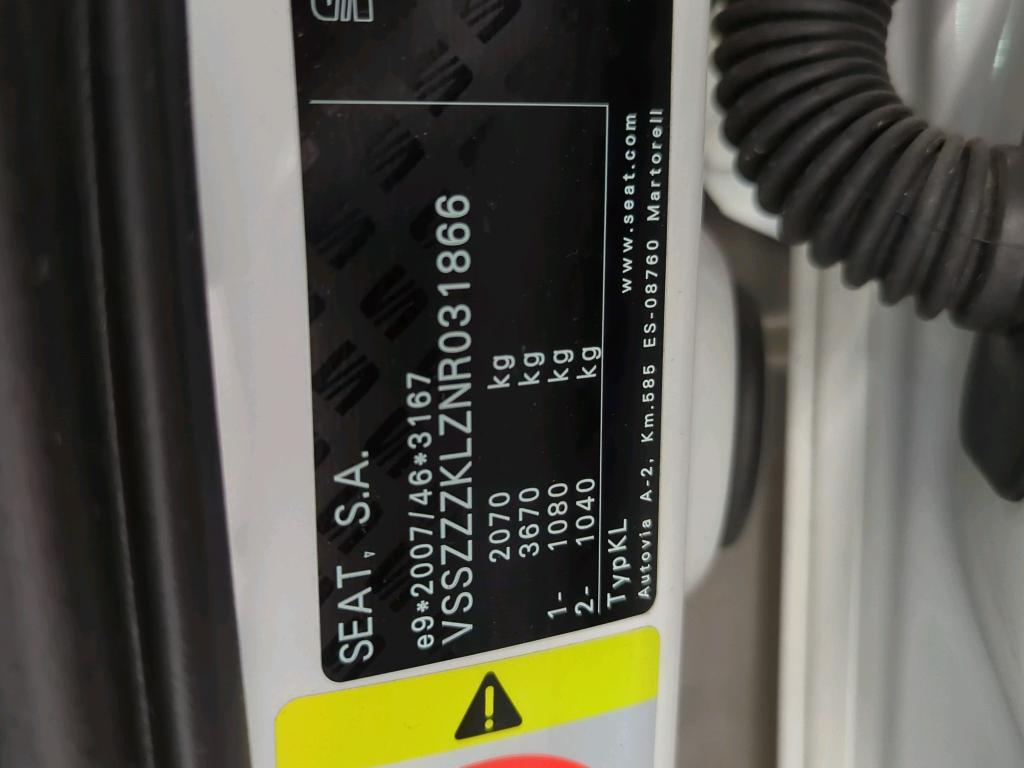 SEAT, S.A.
e9*2007/46*3167
VSSZZZKLZNR031866
2070 kg
3670 kg
1- 1080 kg
2- 1040 kg
TypKL www.seat.com
Autovia A-2, Km.585 ES-08760 Martorell